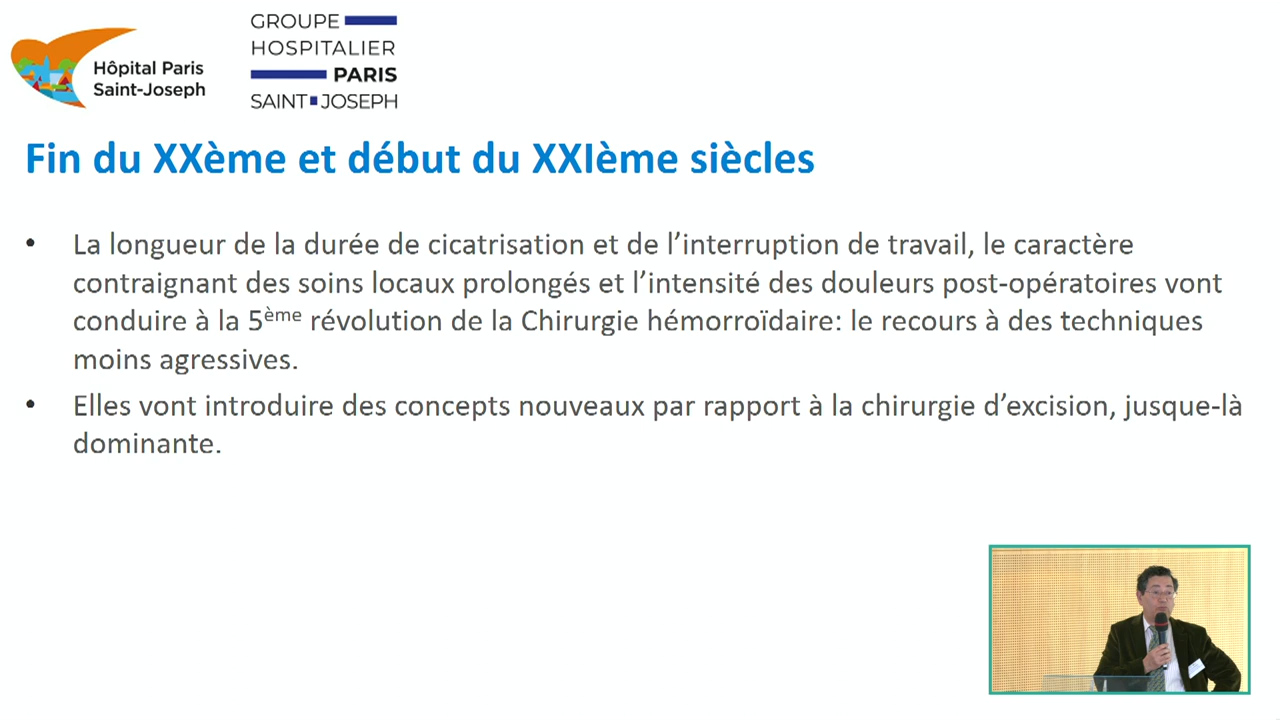 Hôpital Paris
Saint-Joseph
GROUPE
HOSPITALIER
PARIS
SAINT JOSEPH
Fin du XXème et début du XXIème siècles
• La longueur de la durée de cicatrisation et de l’interruption de travail, le caractère
contraignant des soins locaux prolongés et l’intensité des douleurs post-opératoires vont
conduire à la 5ème révolution de la Chirurgie hémorroïdaire: le recours à des techniques
moins agressives.
• Elles vont introduire des concepts nouveaux par rapport à la chirurgie d’excision, jusque-là
dominante.